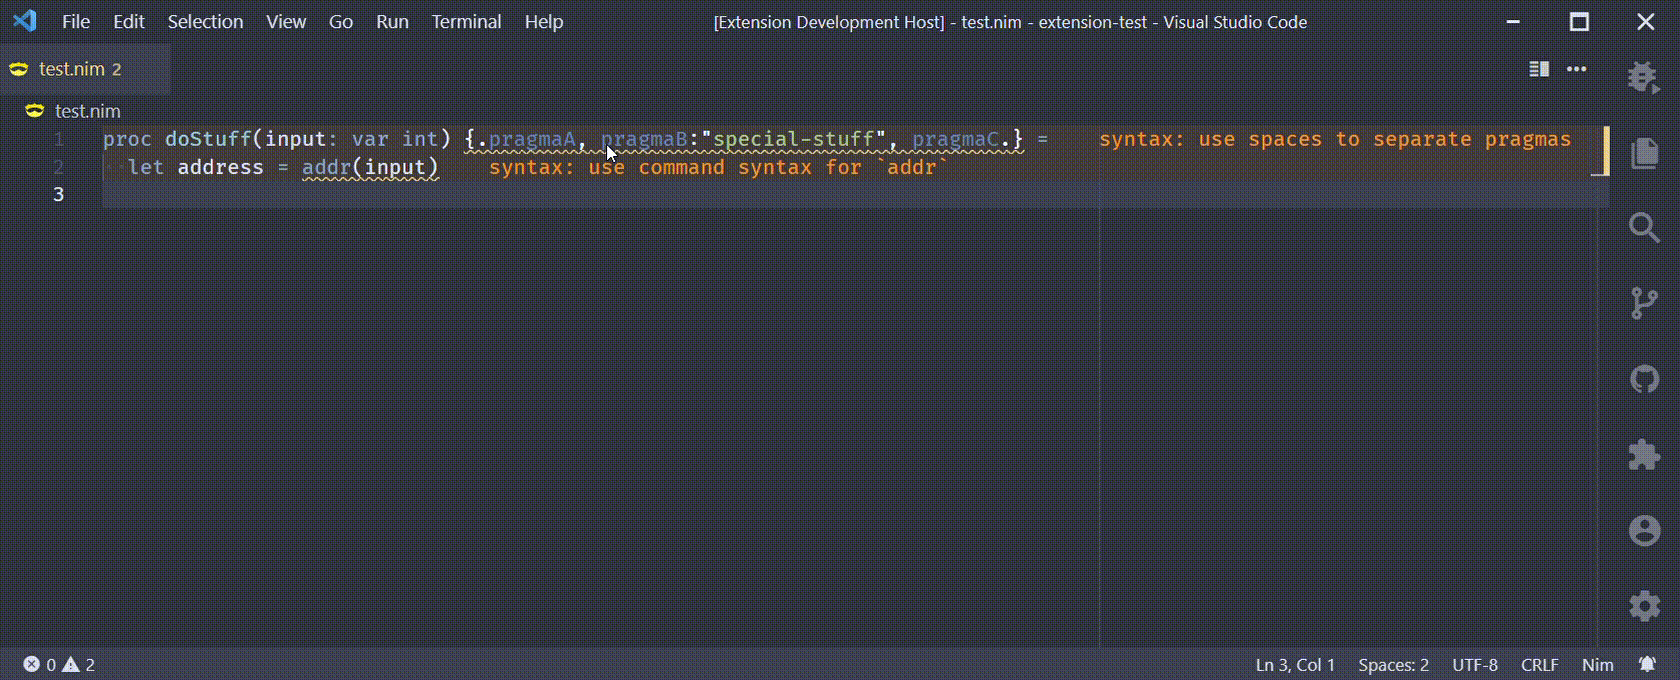 File Edit Selection View Go Run Terminal Help [Extension Development Host] - test.nim - extension-test - Visual Studio Code
test.nim 2
test.nim
1 proc doStuff(input: var int) {.pragmaA, pragmaB:"special-stuff", pragmaC.} = syntax: use spaces to separate pragmas
2 let address = addr(input) syntax: use command syntax for `addr`
3
0 2 Ln 3, Col 1 Spaces: 2 UTF-8 CRLF Nim